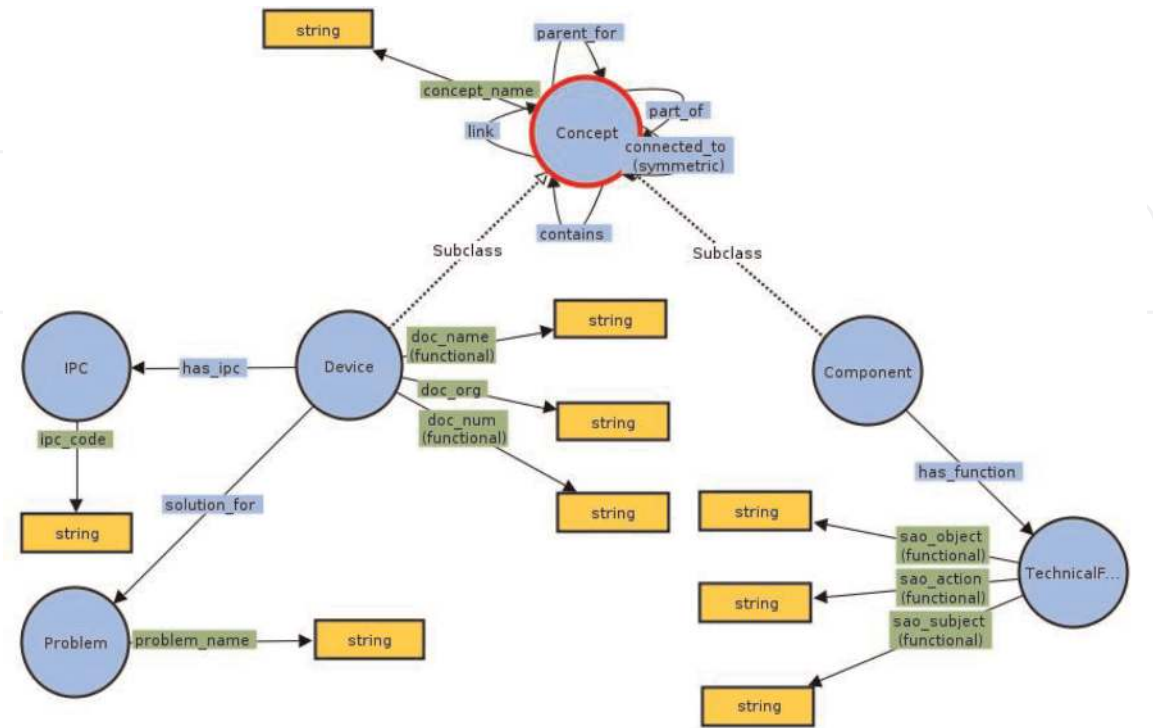 string
parent_for
concept_name
part_of
link
Concept
connected_to
(symmetric)
contains
Subclass
Subclass
string
doc_name
(functional)
IPC
has_ipc
Device
Component
doc_org
string
doc_num
(functional)
ipc_code
has_function
solution_for
string
string
string
sao_object
(functional)
TechnicalF...
sao_action
(functional)
string
sao_subject
(functional)
Problem
problem_name
string
string